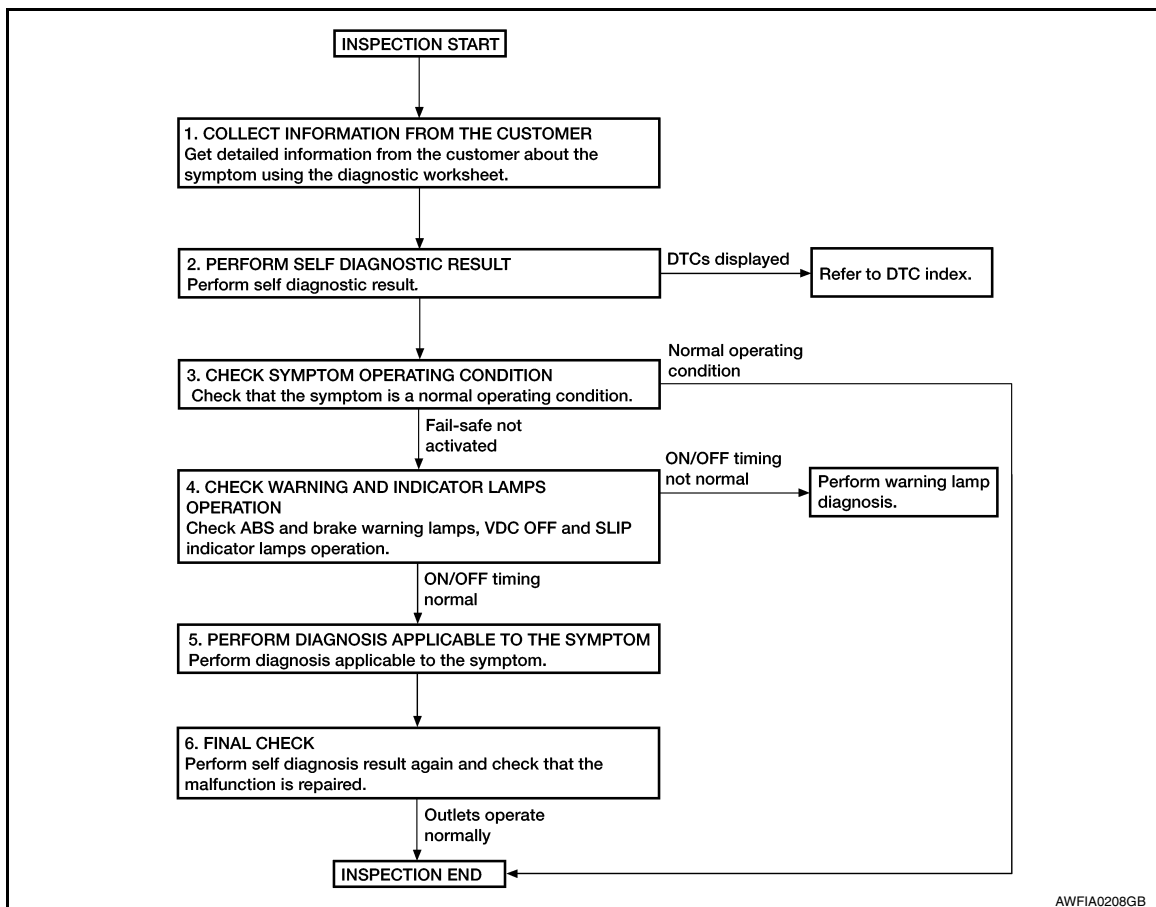 INSPECTION START
1. COLLECT INFORMATION FROM THE CUSTOMER
Get detailed information from the customer about the
symptom using the diagnostic worksheet.
2. PERFORM SELF DIAGNOSTIC RESULT
Perform self diagnostic result.
DTCs displayed
Refer to DTC index.
3. CHECK SYMPTOM OPERATING CONDITION
Check that the symptom is a normal operating condition.
Normal operating
condition
Fail-safe not
activated
4. CHECK WARNING AND INDICATOR LAMPS
OPERATION
Check ABS and brake warning lamps, VDC OFF and SLIP
indicator lamps operation.
ON/OFF timing
not normal
Perform warning lamp
diagnosis.
ON/OFF timing
normal
5. PERFORM DIAGNOSIS APPLICABLE TO THE SYMPTOM
Perform diagnosis applicable to the symptom.
6. FINAL CHECK
Perform self diagnosis result again and check that the
malfunction is repaired.
Outlets operate
normally
INSPECTION END
AWFIA0208GB